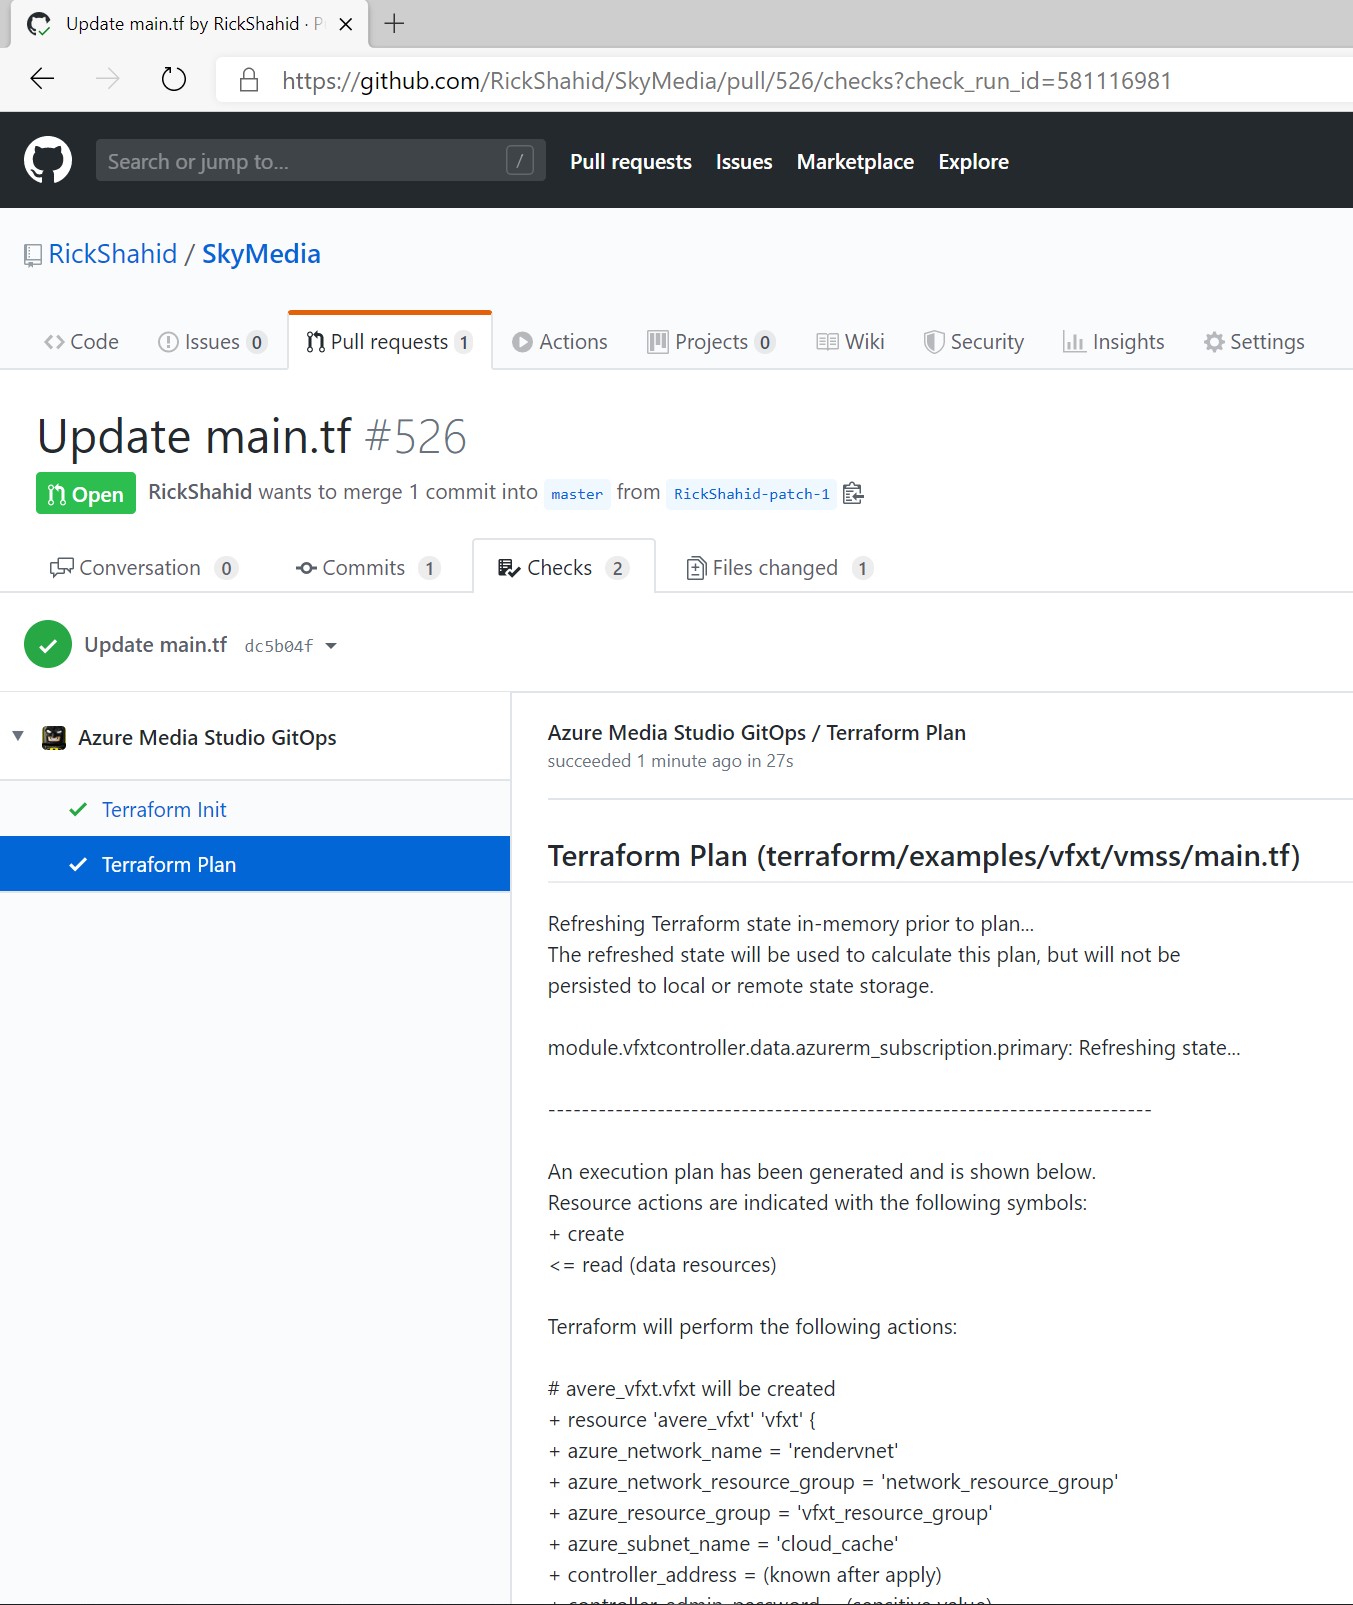 Update main.tf by RickShahid ·
https://github.com/RickShahid/SkyMedia/pull/526/checks?check_run_id=581116981
Search or jump to... /
Pull requests Issues Marketplace Explore
RickShahid / SkyMedia
<> Code Issues 0 Pull requests 1 Actions Projects 0 Wiki Security Insights Settings
Update main.tf #526
Open RickShahid wants to merge 1 commit into master from RickShahid-patch-1
Conversation 0 Commits 1 Checks 2 Files changed 1
Update main.tf dc5b04f
Azure Media Studio GitOps
Terraform Init
Terraform Plan
Azure Media Studio GitOps / Terraform Plan
succeeded 1 minute ago in 27s
Terraform Plan (terraform/examples/vfxt/vmss/main.tf)
Refreshing Terraform state in-memory prior to plan...
The refreshed state will be used to calculate this plan, but will not be
persisted to local or remote state storage.
module.vfxtcontroller.data.azurerm_subscription.primary: Refreshing state...
------------------------------------------------------------------------
An execution plan has been generated and is shown below.
Resource actions are indicated with the following symbols:
+ create
<= read (data resources)
Terraform will perform the following actions:
# avere_vfxt.vfxt will be created
+ resource 'avere_vfxt' 'vfxt' {
+ azure_network_name = 'rendervnet'
+ azure_network_resource_group = 'network_resource_group'
+ azure_resource_group = 'vfxt_resource_group'
+ azure_subnet_name = 'cloud_cache'
+ controller_address = (known after apply)
+ controller_admin_password = (sensitive value)